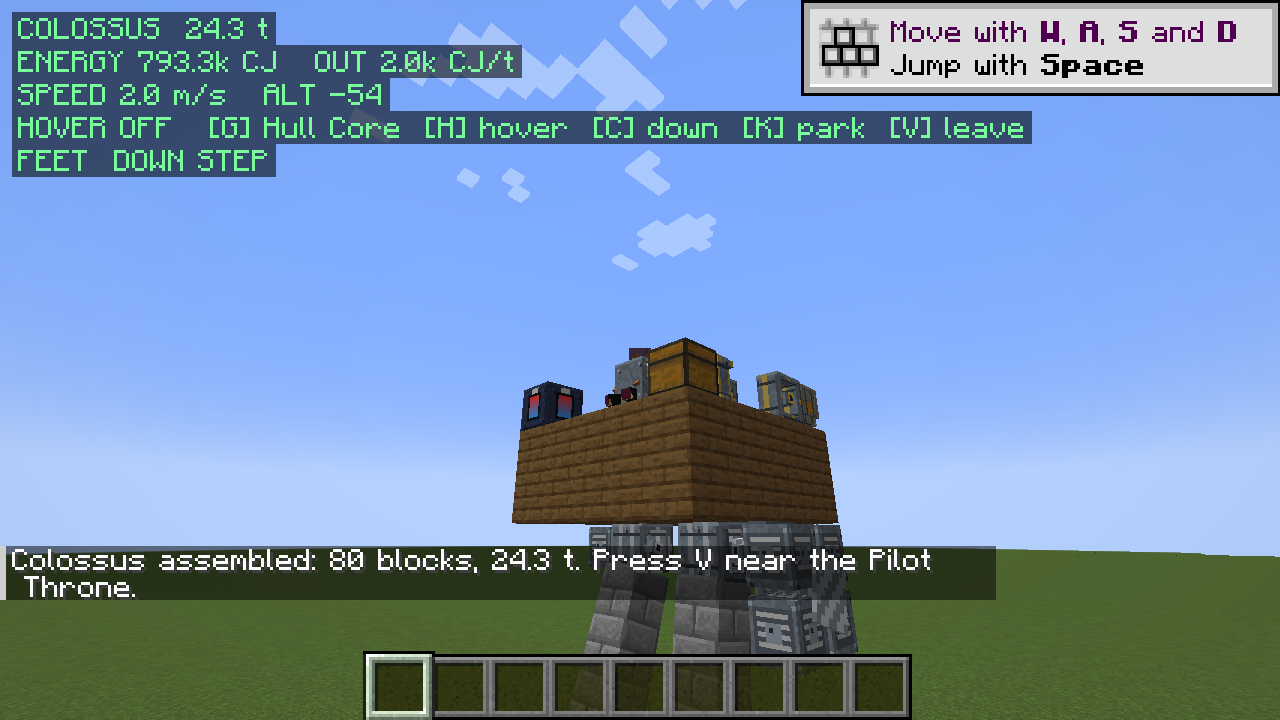 COLOSSUS 24.3 t
ENERGY 793.3k CJ OUT 2.0k CJ/t
SPEED 2.0 m/s ALT -54
HOVER OFF [G] Hull Core [H] hover [C] down [K] park [V] leave
FEET DOWN STEP
Move with W, A, S and D
Jump with Space
Colossus assembled: 80 blocks, 24.3 t. Press V near the Pilot
Throne.